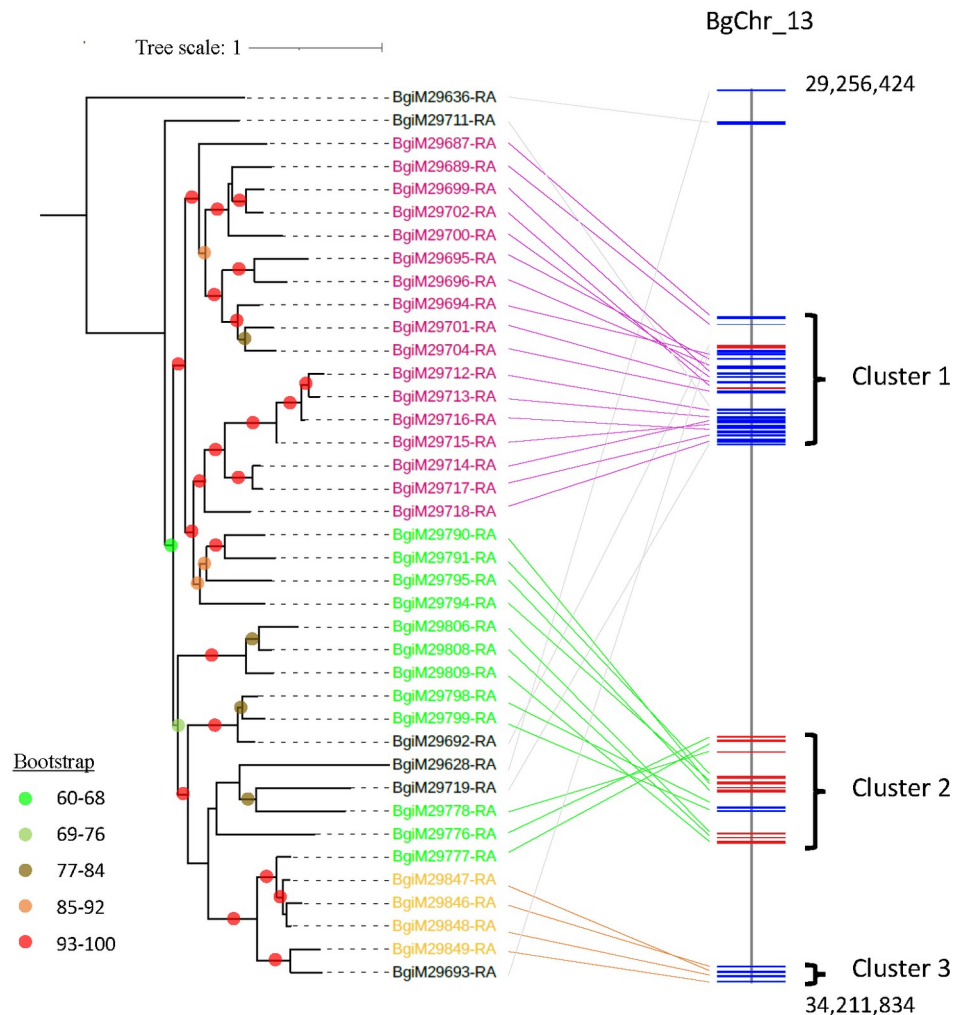 BgChr_13
Tree scale: 1
29,256,424
BgiM29636-RA
BgiM29711-RA
BgiM29687-RA
BgiM29689-RA
BgiM29699-RA
BgiM29702-RA
BgiM29700-RA
BgiM29695-RA
BgiM29696-RA
BgiM29694-RA
BgiM29701-RA
BgiM29704-RA
BgiM29712-RA
BgiM29713-RA
BgiM29716-RA
BgiM29715-RA
BgiM29714-RA
BgiM29717-RA
BgiM29718-RA
BgiM29790-RA
BgiM29791-RA
BgiM29795-RA
BgiM29794-RA
BgiM29806-RA
BgiM29808-RA
BgiM29809-RA
BgiM29798-RA
BgiM29799-RA
BgiM29692-RA
BgiM29628-RA
BgiM29719-RA
BgiM29778-RA
BgiM29776-RA
BgiM29777-RA
BgiM29847-RA
BgiM29846-RA
BgiM29848-RA
BgiM29849-RA
BgiM29693-RA
Cluster 1
Cluster 2
Cluster 3
34,211,834
Bootstrap
60-68
69-76
77-84
85-92
93-100